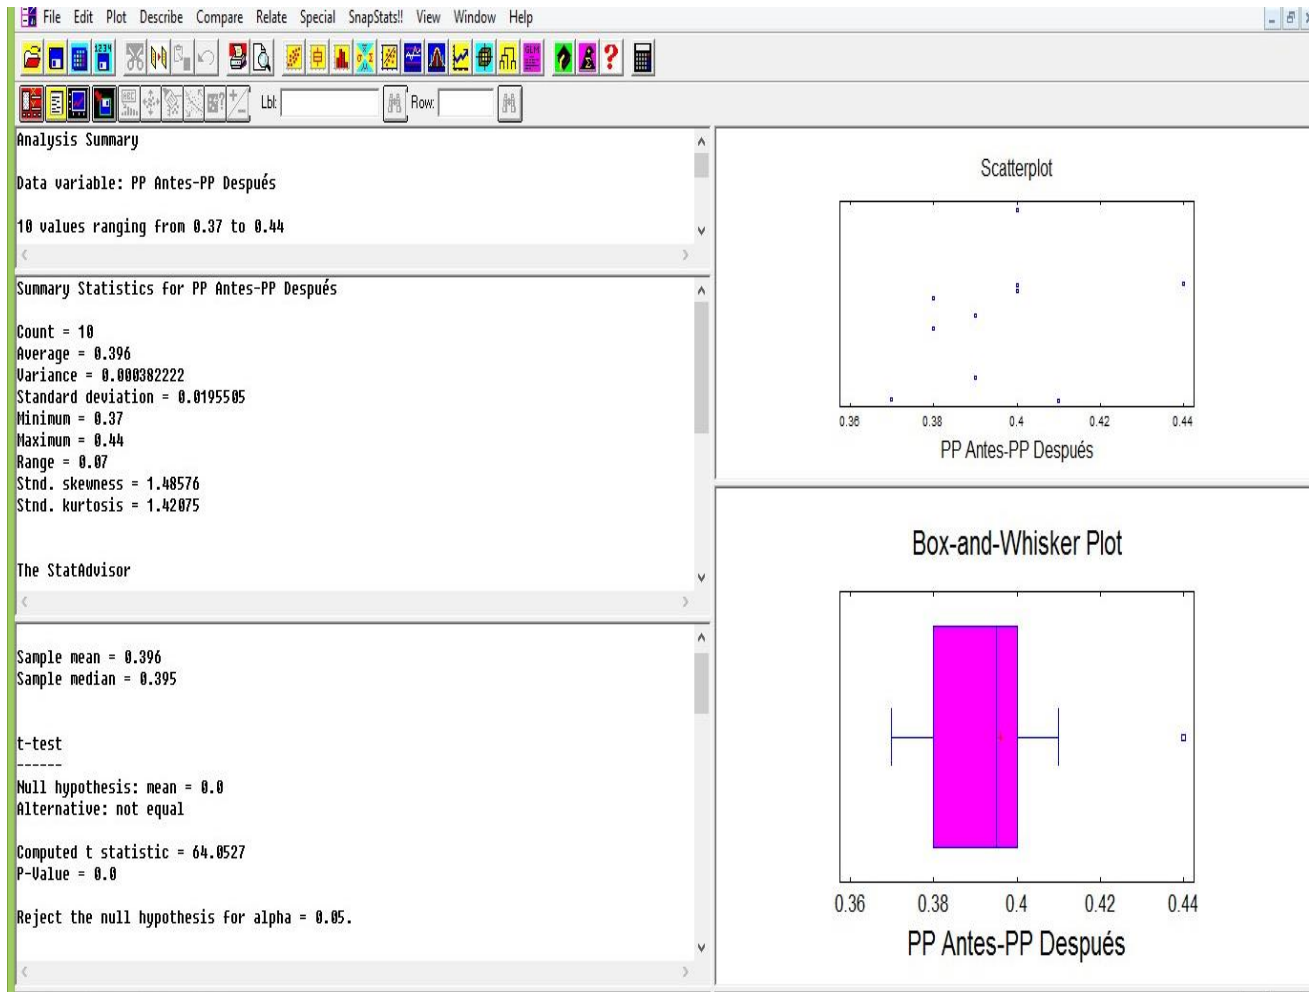 File Edit Plot Describe Compare Relate Special SnapStats!! View Window Help
Lbl: Row:
Analysis Summary
Data variable: PP Antes-PP Después
10 values ranging from 0.37 to 0.44
Summary Statistics for PP Antes-PP Después
Count = 10
Average = 0.396
Variance = 0.000382222
Standard deviation = 0.0195505
Minimum = 0.37
Maximum = 0.44
Range = 0.07
Stnd. skewness = 1.48576
Stnd. kurtosis = 1.42075
The StatAdvisor
Sample mean = 0.396
Sample median = 0.395
t-test
------
Null hypothesis: mean = 0.0
Alternative: not equal
Computed t statistic = 64.0527
P-Value = 0.0
Reject the null hypothesis for alpha = 0.05.
Scatterplot
0.36 0.38 0.4 0.42 0.44
PP Antes-PP Después
Box-and-Whisker Plot
0.36 0.38 0.4 0.42 0.44
PP Antes-PP Después